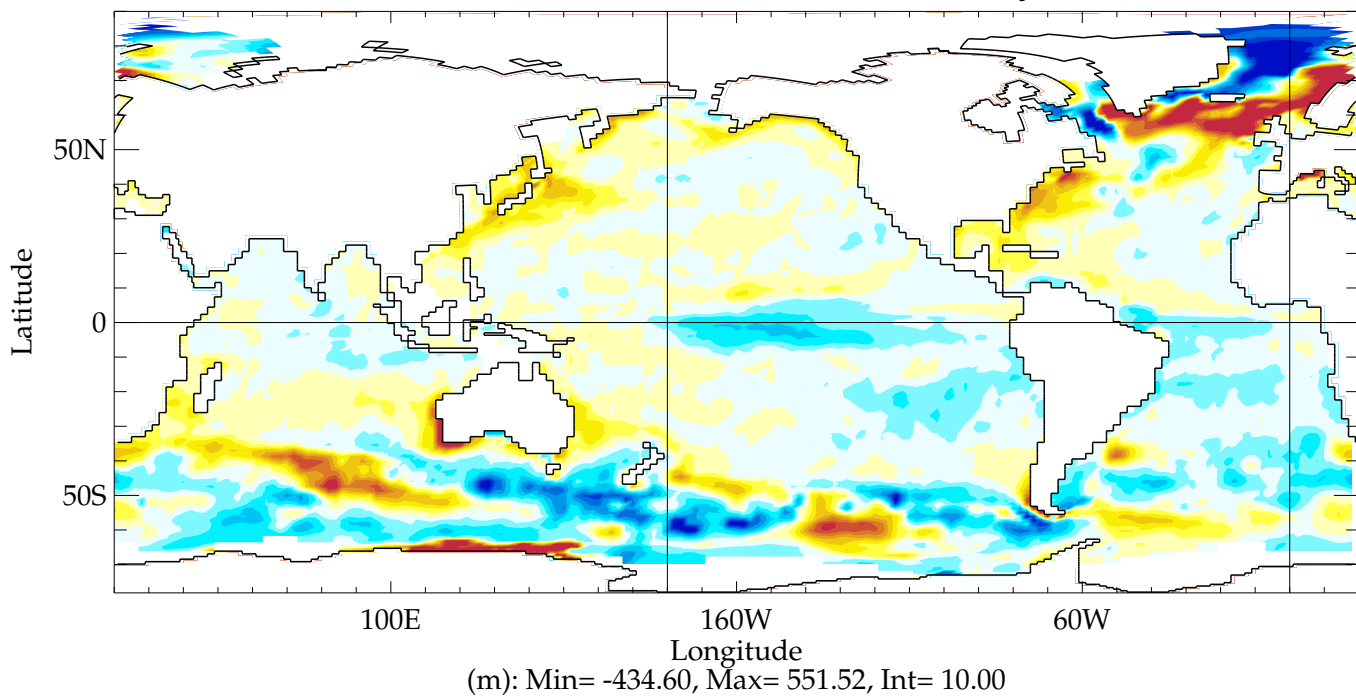 50N
0
50S
Latitude
100E
160W
60W
Longitude
(m): Min= -434.60, Max= 551.52, Int= 10.00